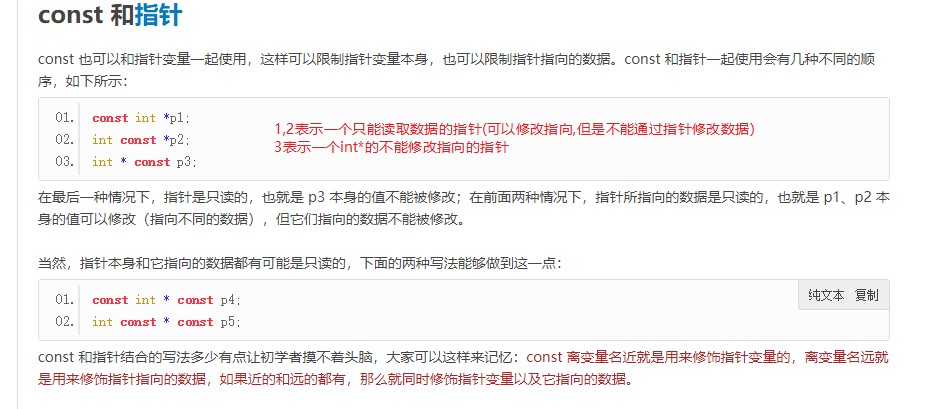 const 和指针
const 也可以和指针变量一起使用，这样可以限制指针变量本身，也可以限制指针指向的数据。const 和指针一起使用会有几种不同的顺
序，如下所示：
01. const int *p1;
02. int const *p2;
03. int * const p3;
1,2表示一个只能读取数据的指针(可以修改指向,但是不能通过指针修改数据)
3表示一个int*的不能修改指向的指针
在最后一种情况下，指针是只读的，也就是 p3 本身的值不能被修改；在前面两种情况下，指针所指向的数据是只读的，也就是 p1、p2 本
身的值可以修改（指向不同的数据），但它们指向的数据不能被修改。
当然，指针本身和它指向的数据都有可能是只读的，下面的两种写法能够做到这一点：
01. const int * const p4;
02. int const * const p5;
纯文本 复制
const 和指针结合的写法多少有点让初学者摸不着头脑，大家可以这样来记忆：const 离变量名近就是用来修饰指针变量的，离变量名远就
是用来修饰指针指向的数据，如果近的和远的都有，那么就同时修饰指针变量以及它指向的数据。